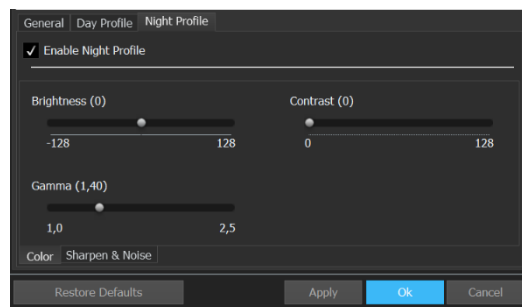 General Day Profile Night Profile
Enable Night Profile
Brightness (0) Contrast (0)
-128 128 0 128
Gamma (1,40)
1,0 2,5
Color Sharpen & Noise
Restore Defaults Apply Ok Cancel